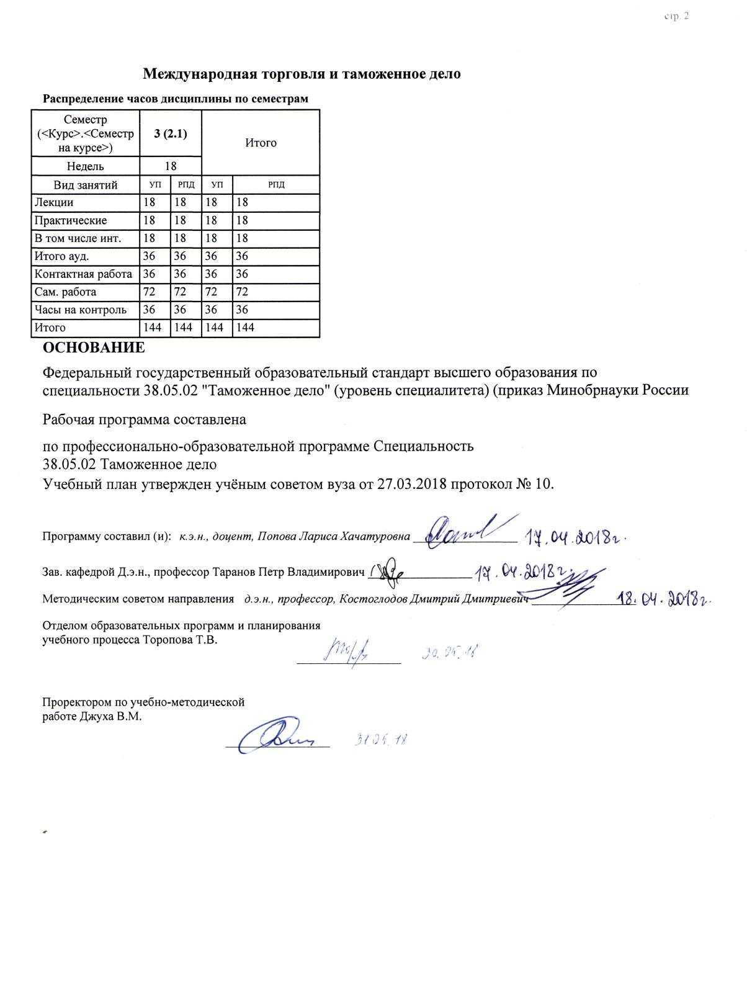 стр. 2
Международная торговля и таможенное дело
Распределение часов дисциплины по семестрам
Семестр
(<Курс>.<Семестр
на курсе>)
3 (2.1)
Итого
Недель 18
Вид занятий УП РПД УП РПД
Лекции 18 18 18 18
Практические 18 18 18 18
В том числе инт. 18 18 18 18
Итого ауд. 36 36 36 36
Контактная работа 36 36 36 36
Сам. работа 72 72 72 72
Часы на контроль 36 36 36 36
Итого 144 144 144 144
ОСНОВАНИЕ
Федеральный государственный образовательный стандарт высшего образования по
специальности 38.05.02 "Таможенное дело" (уровень специалитета) (приказ Минобрнауки России
Рабочая программа составлена
по профессионально-образовательной программе Специальность
38.05.02 Таможенное дело
Учебный план утвержден учёным советом вуза от 27.03.2018 протокол № 10.
Программу составил (и): к.э.н., доцент, Попова Лариса Хачатуровна 17.04.2018г.
Зав. кафедрой Д.э.н., профессор Таранов Петр Владимирович 17.04.2018г.
Методическим советом направления д.э.н., профессор, Костоглодов Дмитрий Дмитриевич 18.04.2018г.
Отделом образовательных программ и планирования
учебного процесса Торопова Т.В.
30.05.18
Проректором по учебно-методической
работе Джуха В.М.
31.05.18